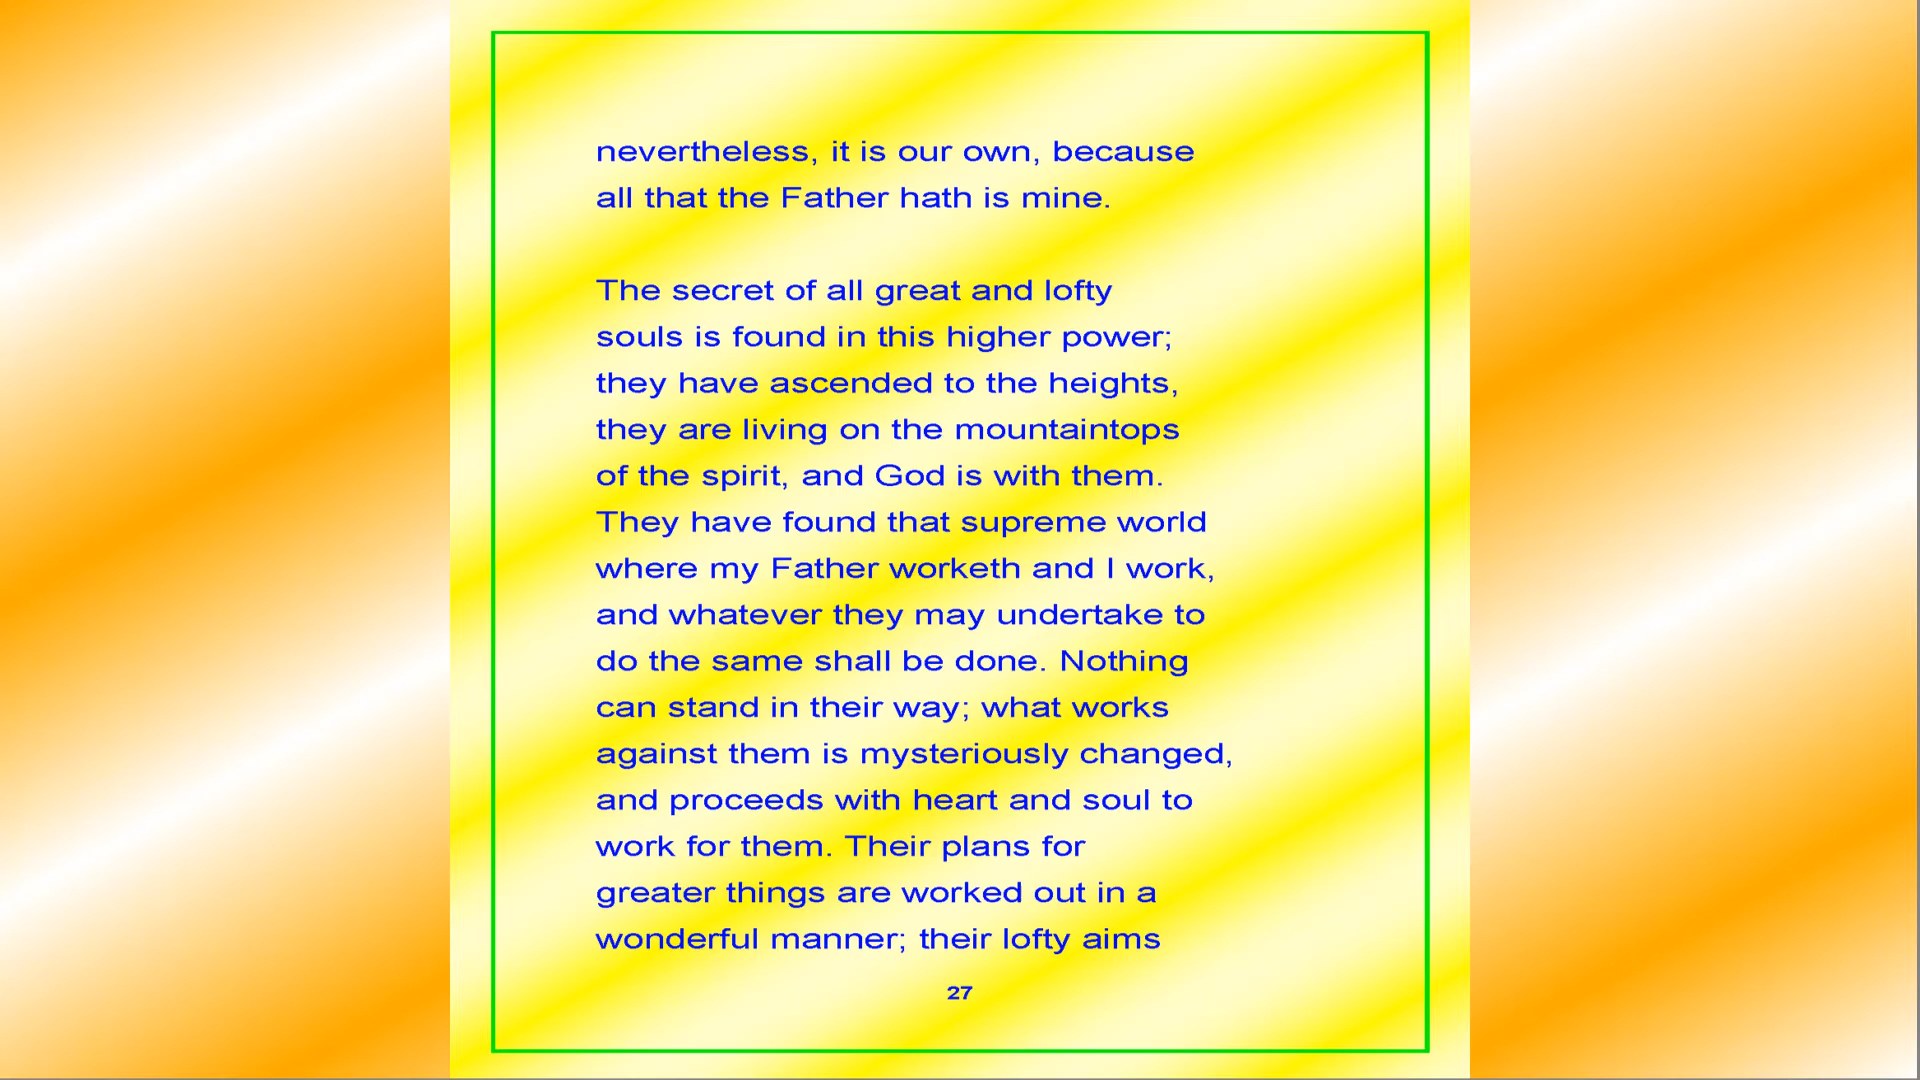 nevertheless, it is our own, because
all that the Father hath is mine.
The secret of all great and lofty
souls is found in this higher power;
they have ascended to the heights,
they are living on the mountaintops
of the spirit, and God is with them.
They have found that supreme world
where my Father worketh and I work,
and whatever they may undertake to
do the same shall be done. Nothing
can stand in their way; what works
against them is mysteriously changed,
and proceeds with heart and soul to
work for them. Their plans for
greater things are worked out in a
wonderful manner; their lofty aims
27